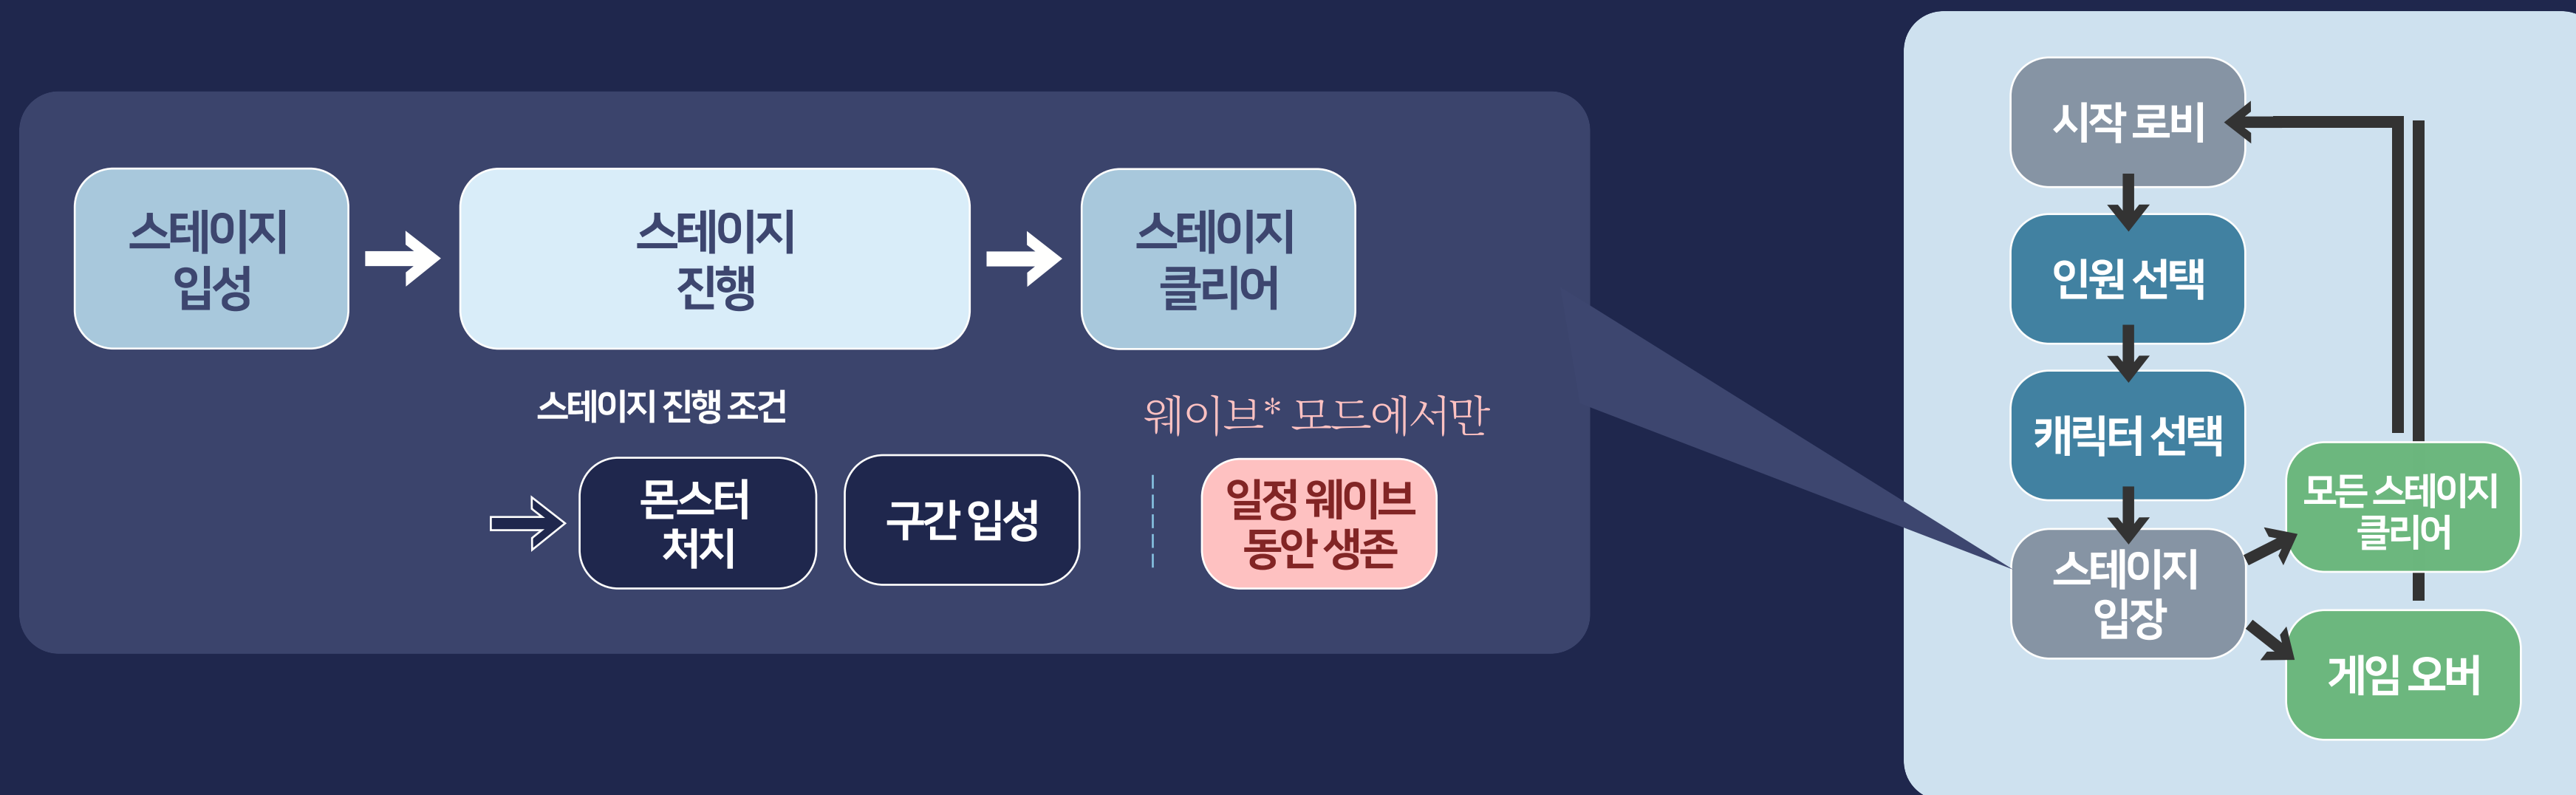 스테이지
입성
스테이지
진행
스테이지
클리어
스테이지 진행 조건
웨이브* 모드에서만
몬스터
처치
구간 입성
일정 웨이브
동안 생존
시작 로비
인원 선택
캐릭터 선택
스테이지
입장
모든 스테이지
클리어
게임 오버